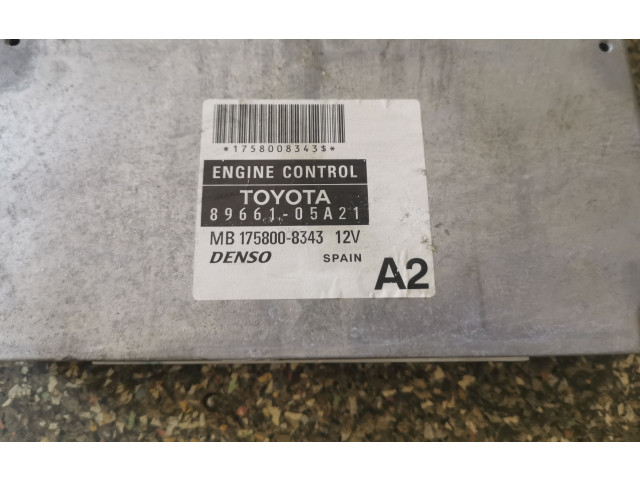 *1758008343$*
ENGINE CONTROL
TOYOTA
89661-05A21
MB 175800-8343 12V
DENSO SPAIN A2